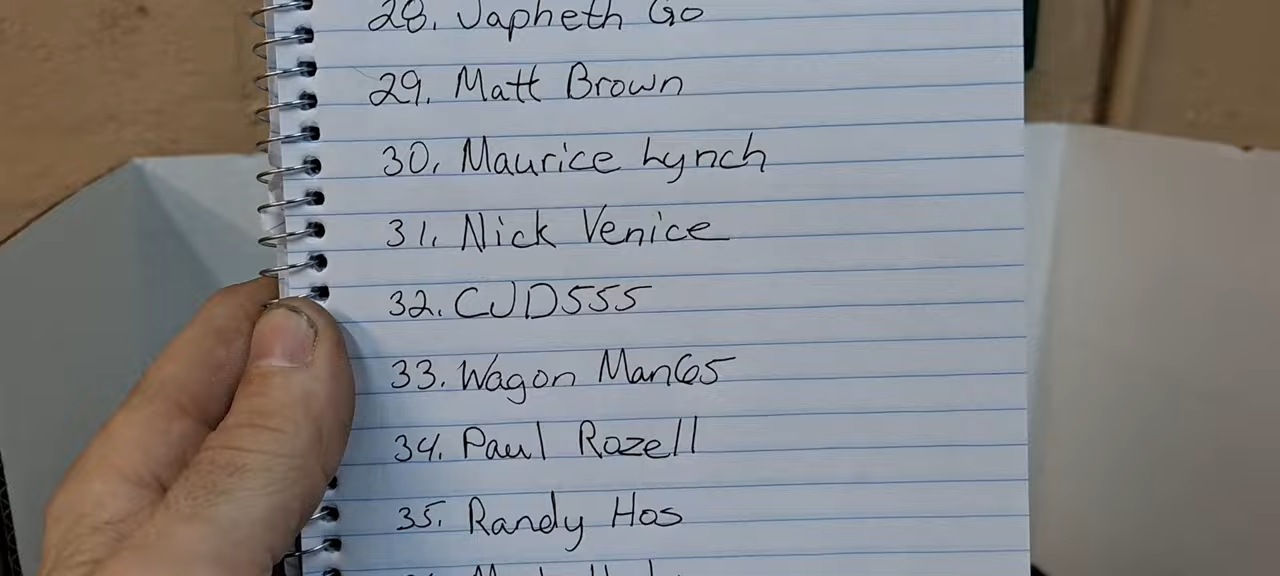 28. Japheth Go
29. Matt Brown
30. Maurice Lynch
31. Nick Venice
32. CJD555
33. Wagon Man65
34. Paul Rozell
35. Randy Hos